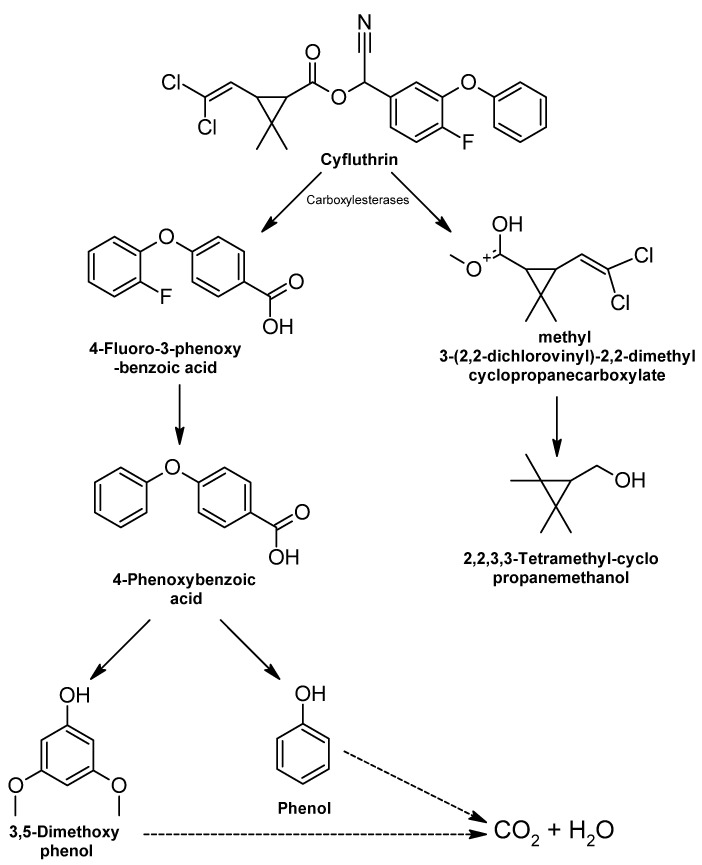 N
O
Cl
O
O
Cl
F
Cyfluthrin
Carboxylesterases
OH
O
O+
Cl
F
O
Cl
OH
4-Fluoro-3-phenoxy
-benzoic acid
methyl
3-(2,2-dichlorovinyl)-2,2-dimethyl
cyclopropanecarboxylate
O
OH
O
OH
4-Phenoxybenzoic
acid
2,2,3,3-Tetramethyl-cyclo
propanemethanol
OH
OH
O
O
Phenol
3,5-Dimethoxy
phenol
CO2 + H2O